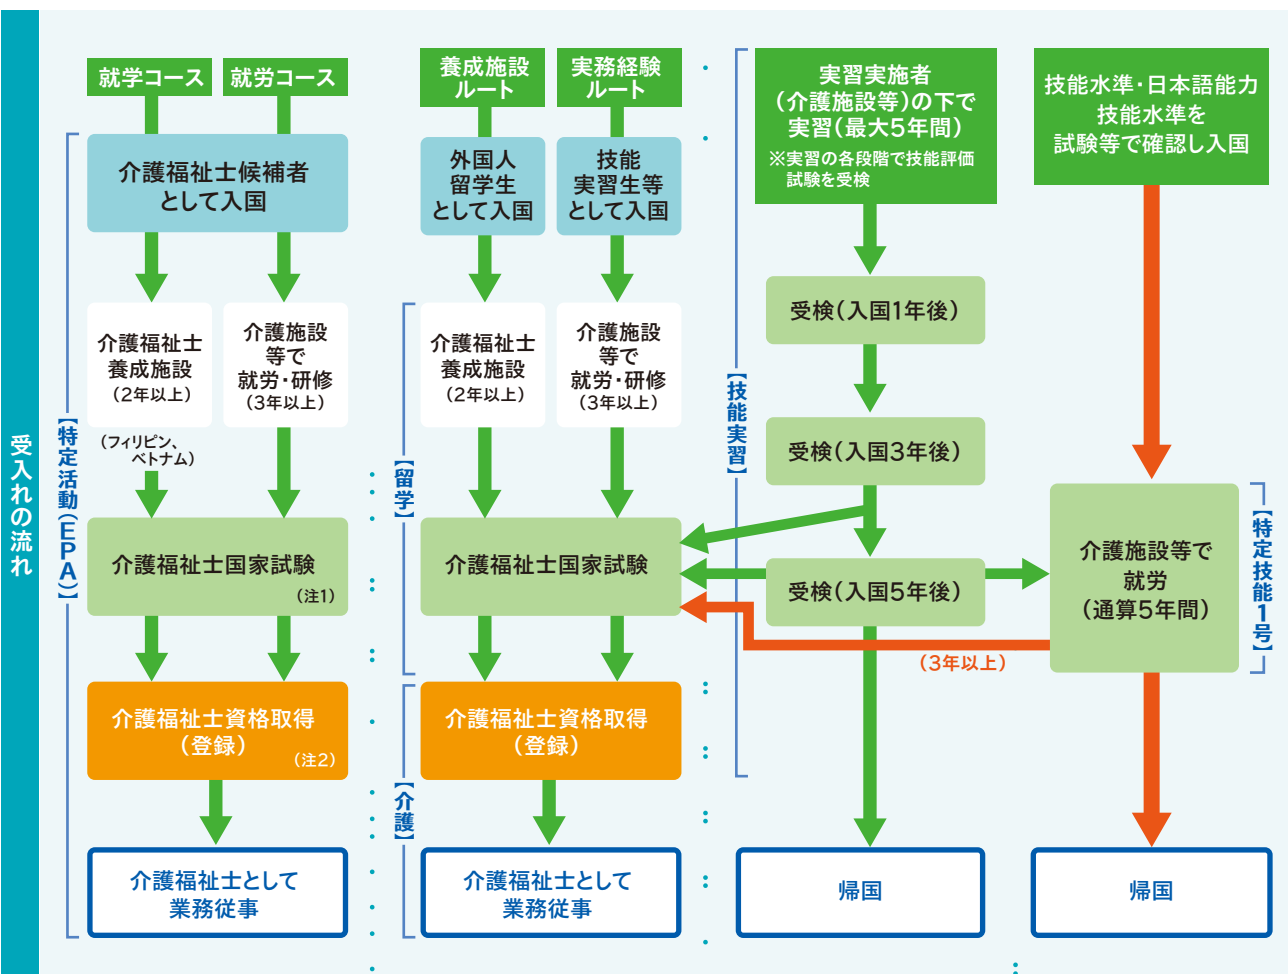 受入れの流れ
【特定活動(EPA)】
就学コース
就労コース
介護福祉士候補者
として入国
介護福祉士
養成施設
(2年以上)
(フィリピン、
ベトナム)
介護施設
等で
就労・研修
(3年以上)
介護福祉士国家試験
(注1)
介護福祉士資格取得
(登録)
(注2)
介護福祉士として
業務従事
【留学】
【介護】
養成施設
ルート
実務経験
ルート
外国人
留学生
として入国
技能
実習生等
として入国
介護福祉士
養成施設
(2年以上)
介護施設
等で
就労・研修
(3年以上)
介護福祉士国家試験
介護福祉士資格取得
(登録)
介護福祉士として
業務従事
【技能実習】
実習実施者
(介護施設等)の下で
実習(最大5年間)
※実習の各段階で技能評価
試験を受検
受検(入国1年後)
受検(入国3年後)
受検(入国5年後)
帰国
技能水準・日本語能力
技能水準を
試験等で確認し入国
介護施設等で
就労
(通算5年間)
【特定技能1号】
(3年以上)
帰国